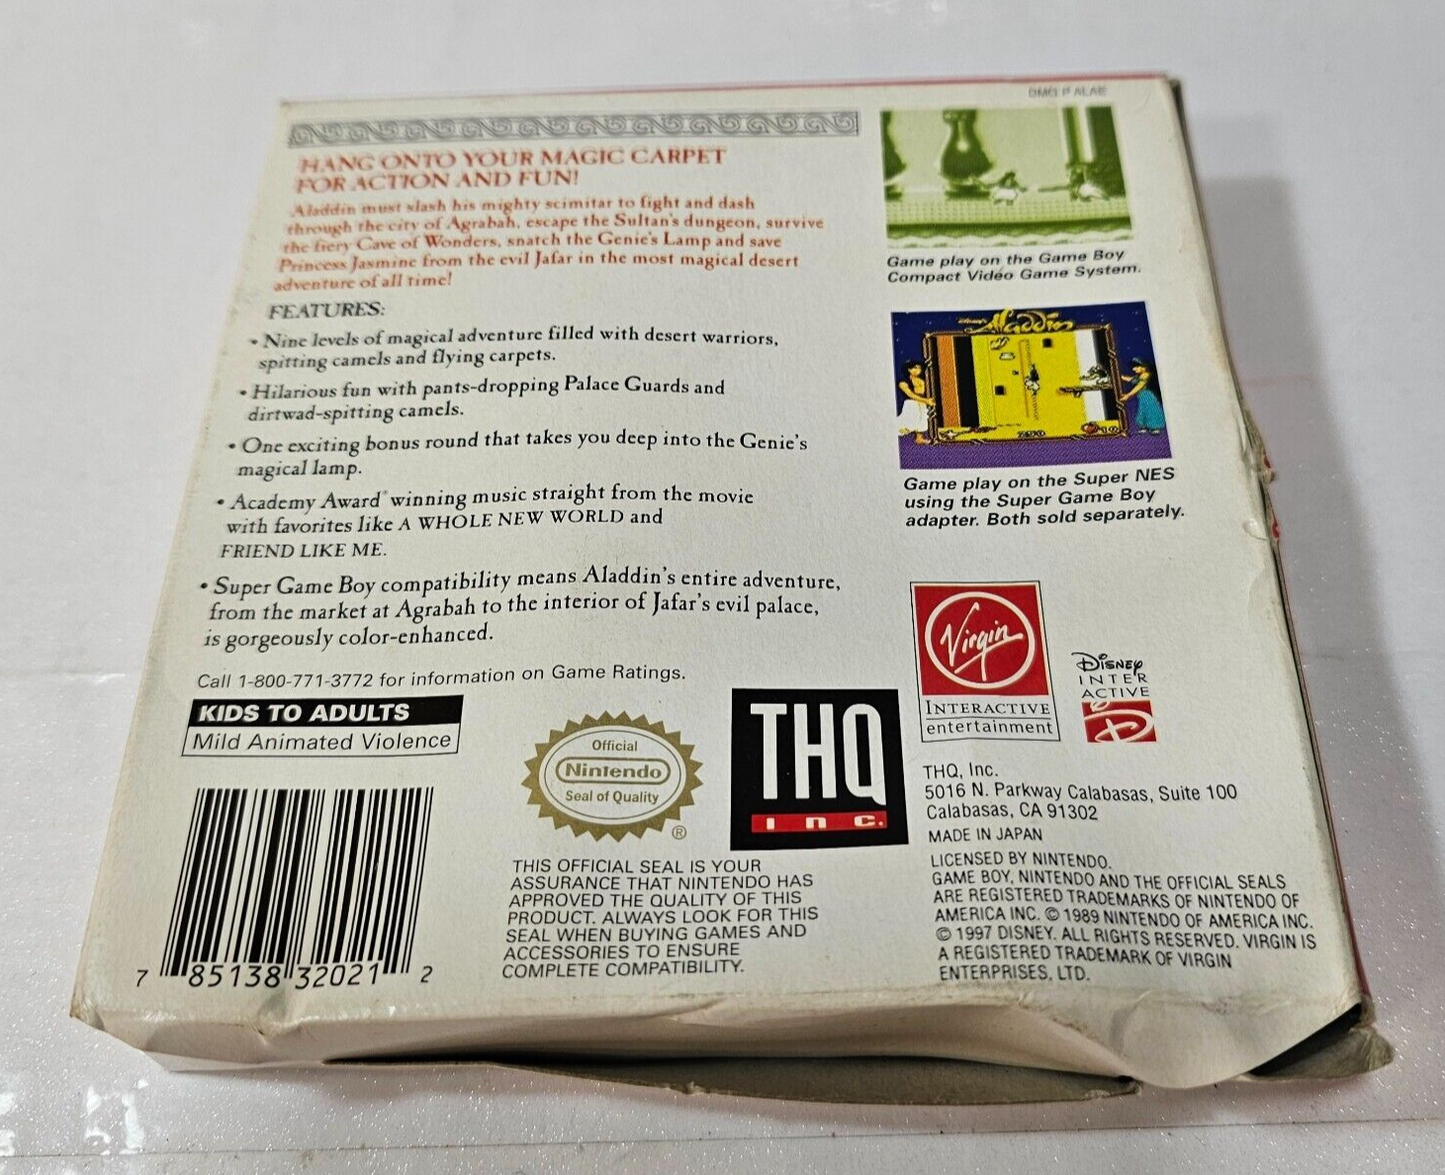 DMG P ALAE
HANG ONTO YOUR MAGIC CARPET
FOR ACTION AND FUN!
Aladdin must slash his mighty scimitar to fight and dash
through the city of Agrabah, escape the Sultan's dungeon, survive
the fiery Cave of Wonders, snatch the Genie's Lamp and save
Princess Jasmine from the evil Jafar in the most magical desert
adventure of all time!
FEATURES:
• Nine levels of magical adventure filled with desert warriors,
spitting camels and flying carpets.
• Hilarious fun with pants-dropping Palace Guards and
dirtwad-spitting camels.
• One exciting bonus round that takes you deep into the Genie's
magical lamp.
• Academy Award® winning music straight from the movie
with favorites like A WHOLE NEW WORLD and
FRIEND LIKE ME.
• Super Game Boy compatibility means Aladdin's entire adventure,
from the market at Agrabah to the interior of Jafar's evil palace,
is gorgeously color-enhanced.
Call 1-800-771-3772 for information on Game Ratings.
KIDS TO ADULTS
Mild Animated Violence
7 85138 32021 2
Official
Nintendo
Seal of Quality
®
THIS OFFICIAL SEAL IS YOUR
ASSURANCE THAT NINTENDO HAS
APPROVED THE QUALITY OF THIS
PRODUCT. ALWAYS LOOK FOR THIS
SEAL WHEN BUYING GAMES AND
ACCESSORIES TO ENSURE
COMPLETE COMPATIBILITY.
THQ
inc.
Game play on the Game Boy
Compact Video Game System.
Disney's
Aladdin
Game play on the Super NES
using the Super Game Boy
adapter. Both sold separately.
Virgin
INTERACTIVE
entertainment
DISNEY
INTER
ACTIVE
D
THQ, Inc.
5016 N. Parkway Calabasas, Suite 100
Calabasas, CA 91302
MADE IN JAPAN
LICENSED BY NINTENDO.
GAME BOY, NINTENDO AND THE OFFICIAL SEALS
ARE REGISTERED TRADEMARKS OF NINTENDO OF
AMERICA INC. © 1989 NINTENDO OF AMERICA INC.
© 1997 DISNEY. ALL RIGHTS RESERVED. VIRGIN IS
A REGISTERED TRADEMARK OF VIRGIN
ENTERPRISES, LTD.